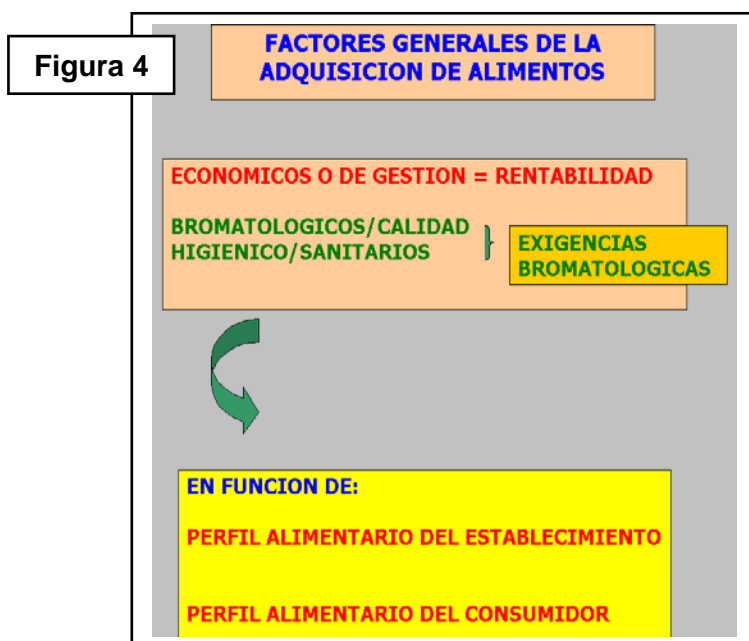 Figura 4
FACTORES GENERALES DE LA
ADQUISICION DE ALIMENTOS
ECONOMICOS O DE GESTION = RENTABILIDAD
BROMATOLOGICOS/CALIDAD
HIGIENICO/SANITARIOS
EXIGENCIAS
BROMATOLOGICAS
EN FUNCION DE:
PERFIL ALIMENTARIO DEL ESTABLECIMIENTO
PERFIL ALIMENTARIO DEL CONSUMIDOR